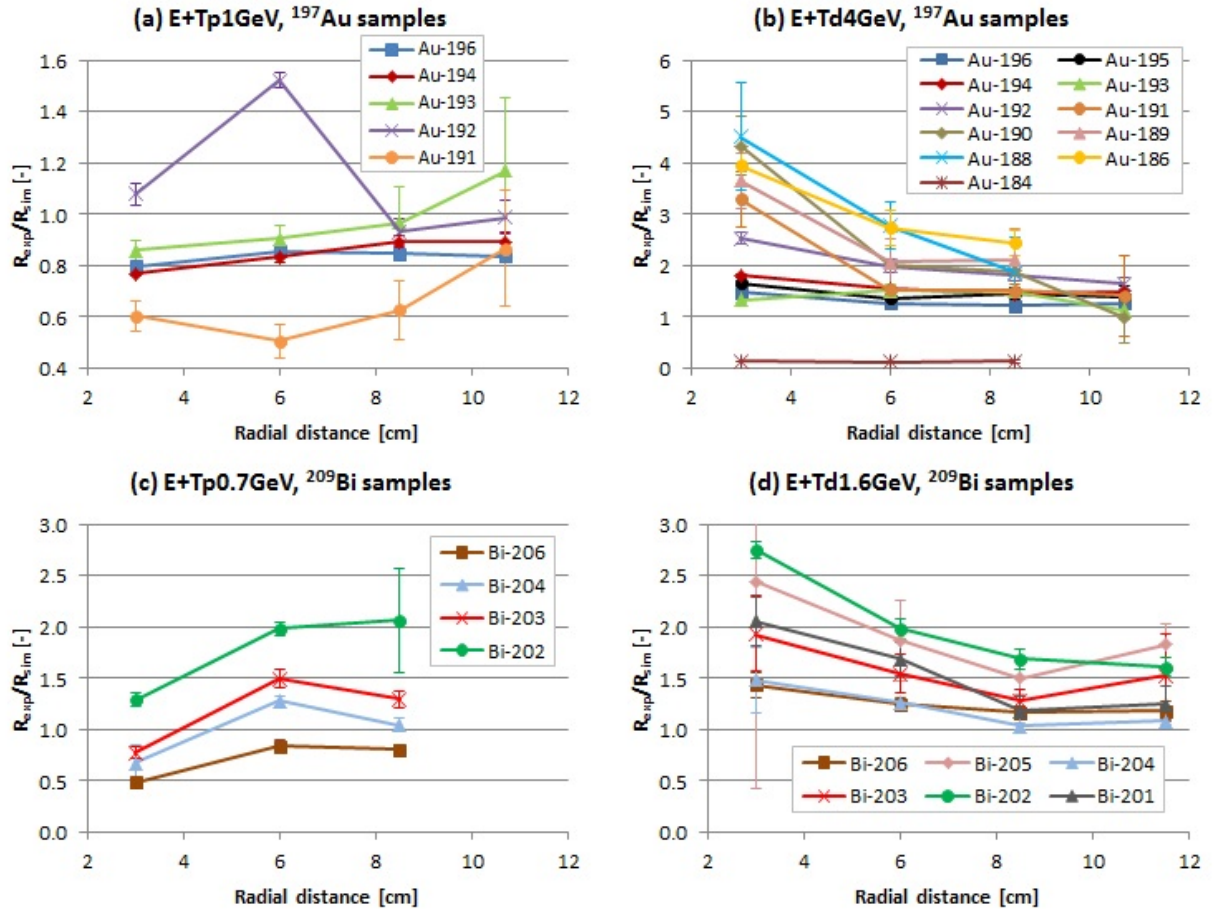 (a) E+Tp1GeV, ¹⁹⁷Au samples
1.6
1.4
1.2
1.0
0.8
0.6
0.4
2 4 6 8 10 12
Rexp/Rsim [-]
Radial distance [cm]
Au-196
Au-194
Au-193
Au-192
Au-191
(b) E+Td4GeV, ¹⁹⁷Au samples
6
5
4
3
2
1
0
2 4 6 8 10 12
Rexp/Rsim [-]
Radial distance [cm]
Au-196 Au-195
Au-194 Au-193
Au-192 Au-191
Au-190 Au-189
Au-188 Au-186
Au-184
(c) E+Tp0.7GeV, ²⁰⁹Bi samples
3.0
2.5
2.0
1.5
1.0
0.5
0.0
2 4 6 8 10 12
Rexp/Rsim [-]
Radial distance [cm]
Bi-206
Bi-204
Bi-203
Bi-202
(d) E+Td1.6GeV, ²⁰⁹Bi samples
3.0
2.5
2.0
1.5
1.0
0.5
0.0
2 4 6 8 10 12
Rexp/Rsim [-]
Radial distance [cm]
Bi-206 Bi-205 Bi-204
Bi-203 Bi-202 Bi-201